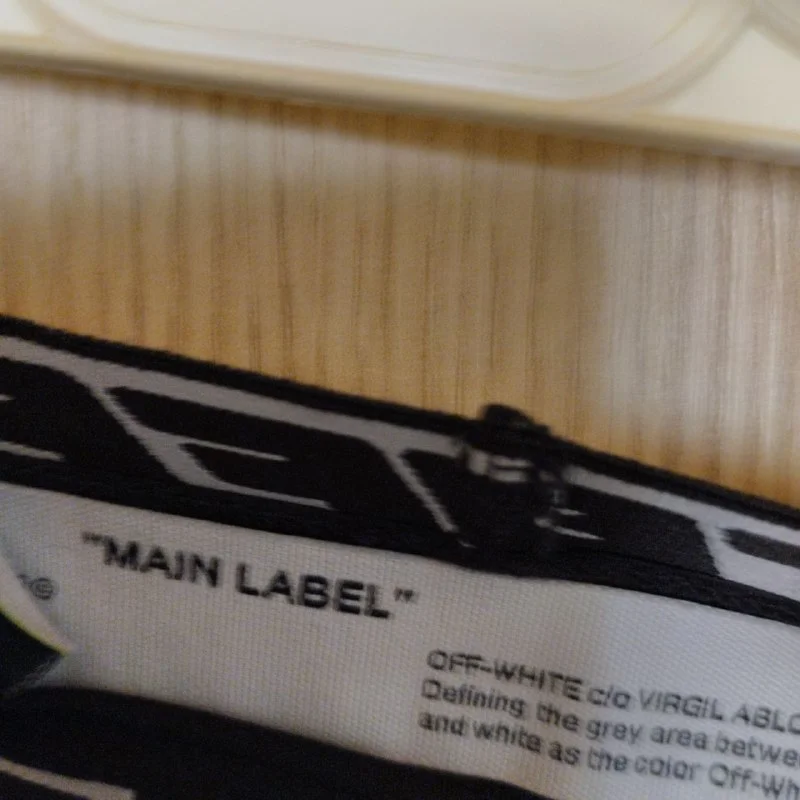 "MAIN LABEL"
OFF-WHITE c/o VIRGIL ABLO
Defining the grey area betwe
and white as the color Off-Wh